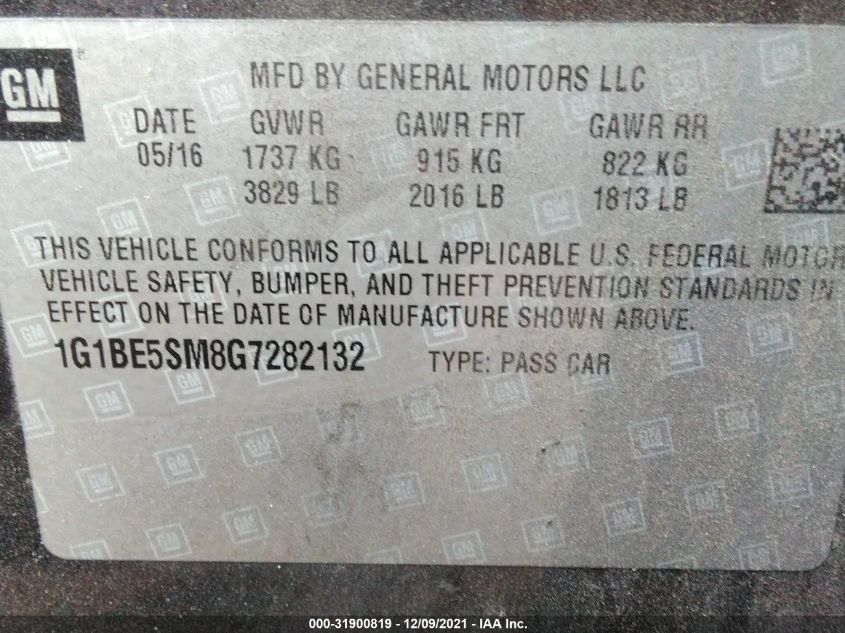 GM
MFD BY GENERAL MOTORS LLC
DATE GVWR GAWR FRT GAWR RR
05/16 1737 KG 915 KG 822 KG
3829 LB 2016 LB 1813 LB
THIS VEHICLE CONFORMS TO ALL APPLICABLE U.S. FEDERAL MOTOR
VEHICLE SAFETY, BUMPER, AND THEFT PREVENTION STANDARDS IN
EFFECT ON THE DATE OF MANUFACTURE SHOWN ABOVE.
1G1BE5SM8G7282132 TYPE: PASS CAR
000-31900819 - 12/09/2021 - IAA Inc.